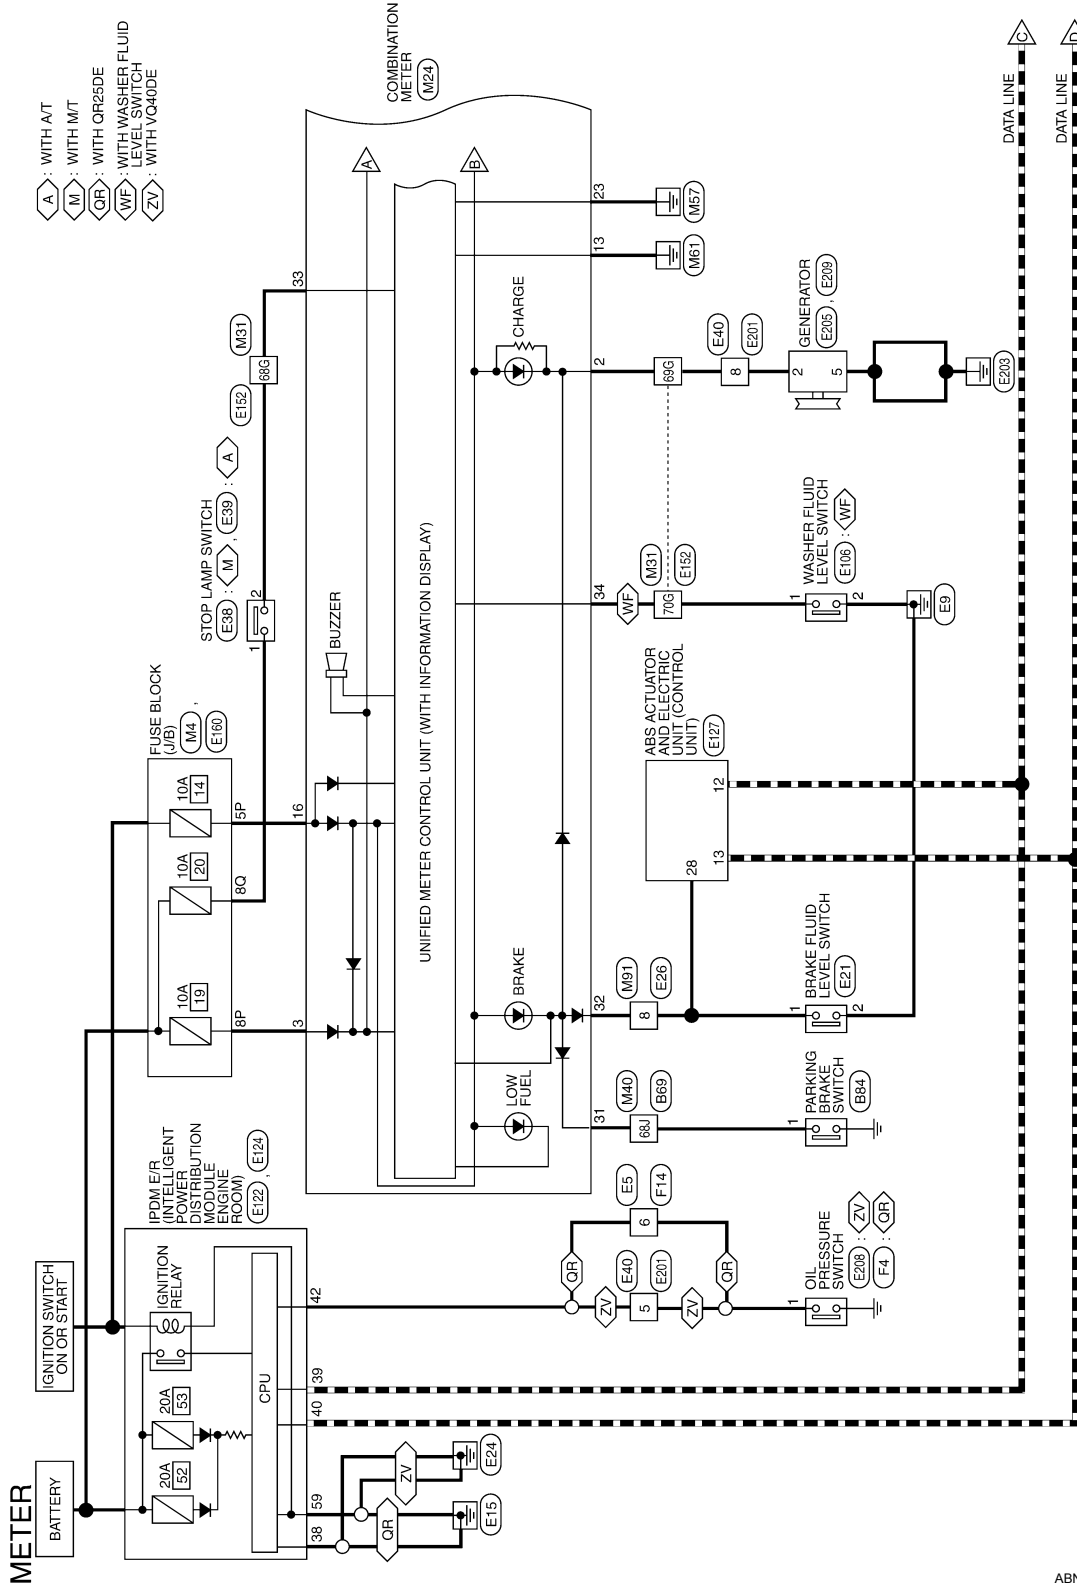 METER
BATTERY
IGNITION SWITCH
ON OR START
20A
52
20A
53
IGNITION
RELAY
CPU
IPDM E/R
(INTELLIGENT
POWER
DISTRIBUTION
MODULE
ENGINE
ROOM)
E122 , E124
38
59
40
39
42
QR
ZV
E15
E24
FUSE BLOCK
(J/B)
M4 ,
E160
10A
19
10A
20
10A
14
8P
8Q
5P
STOP LAMP SWITCH
E38 : M , E39 : A
1
2
E152
M31
68G
A : WITH A/T
M : WITH M/T
QR : WITH QR25DE
WF : WITH WASHER FLUID
LEVEL SWITCH
ZV : WITH VQ40DE
COMBINATION
METER
M24
3
16
33
BUZZER
A
UNIFIED METER CONTROL UNIT (WITH INFORMATION DISPLAY)
B
LOW
FUEL
BRAKE
CHARGE
31
32
34
2
13
23
M61
M57
QR
ZV
E40
E201
5
E5
F14
6
ZV
QR
1
OIL
PRESSURE
SWITCH
E208 : ZV
F4 : QR
M40
B69
68J
1
PARKING
BRAKE
SWITCH
B84
M91
E26
8
1
2
BRAKE FLUID
LEVEL SWITCH
E21
ABS ACTUATOR
AND ELECTRIC
UNIT (CONTROL
UNIT)
E127
28
13
12
WF
70G
M31
E152
1
2
WASHER FLUID
LEVEL SWITCH
E106 : WF
E9
69G
8
E40
E201
GENERATOR
E205 , E209
2
5
E203
DATA LINE
C
DATA LINE
D